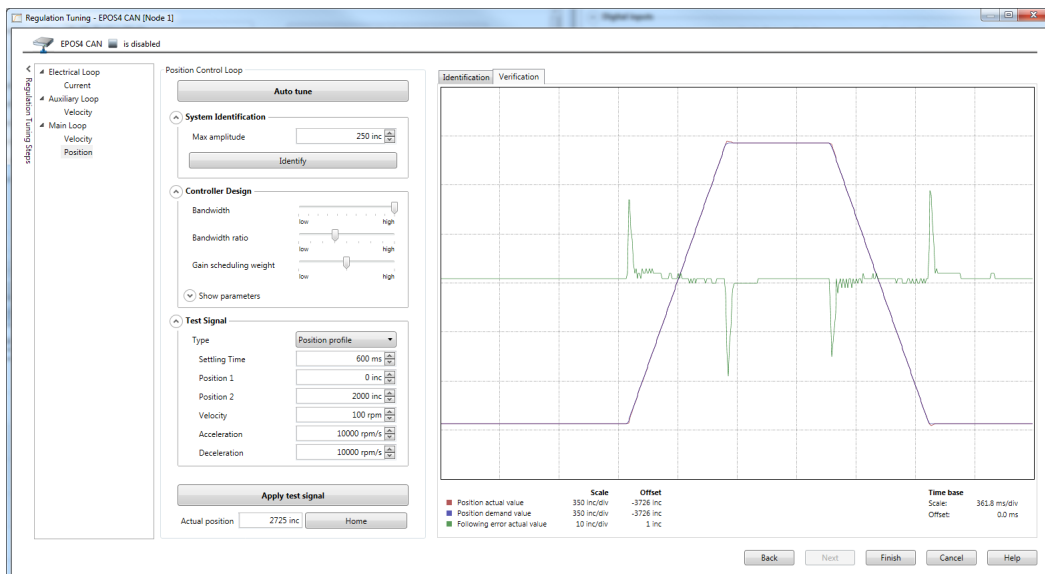 Regulation Tuning - EPOS4 CAN [Node 1]
Digital inputs
EPOS4 CAN is disabled
Regulation Tuning Steps
Electrical Loop
Current
Auxiliary Loop
Velocity
Main Loop
Velocity
Position
Position Control Loop
Auto tune
System Identification
Max amplitude 250 inc
Identify
Controller Design
Bandwidth
low high
Bandwidth ratio
low high
Gain scheduling weight
low high
Show parameters
Test Signal
Type Position profile
Settling Time 600 ms
Position 1 0 inc
Position 2 2000 inc
Velocity 100 rpm
Acceleration 10000 rpm/s
Deceleration 10000 rpm/s
Apply test signal
Actual position 2725 inc Home
Identification Verification
Scale Offset
Position actual value 350 inc/div -3726 inc
Position demand value 350 inc/div -3726 inc
Following error actual value 10 inc/div 1 inc
Time base
Scale: 361.8 ms/div
Offset: 0.0 ms
Back Next Finish Cancel Help